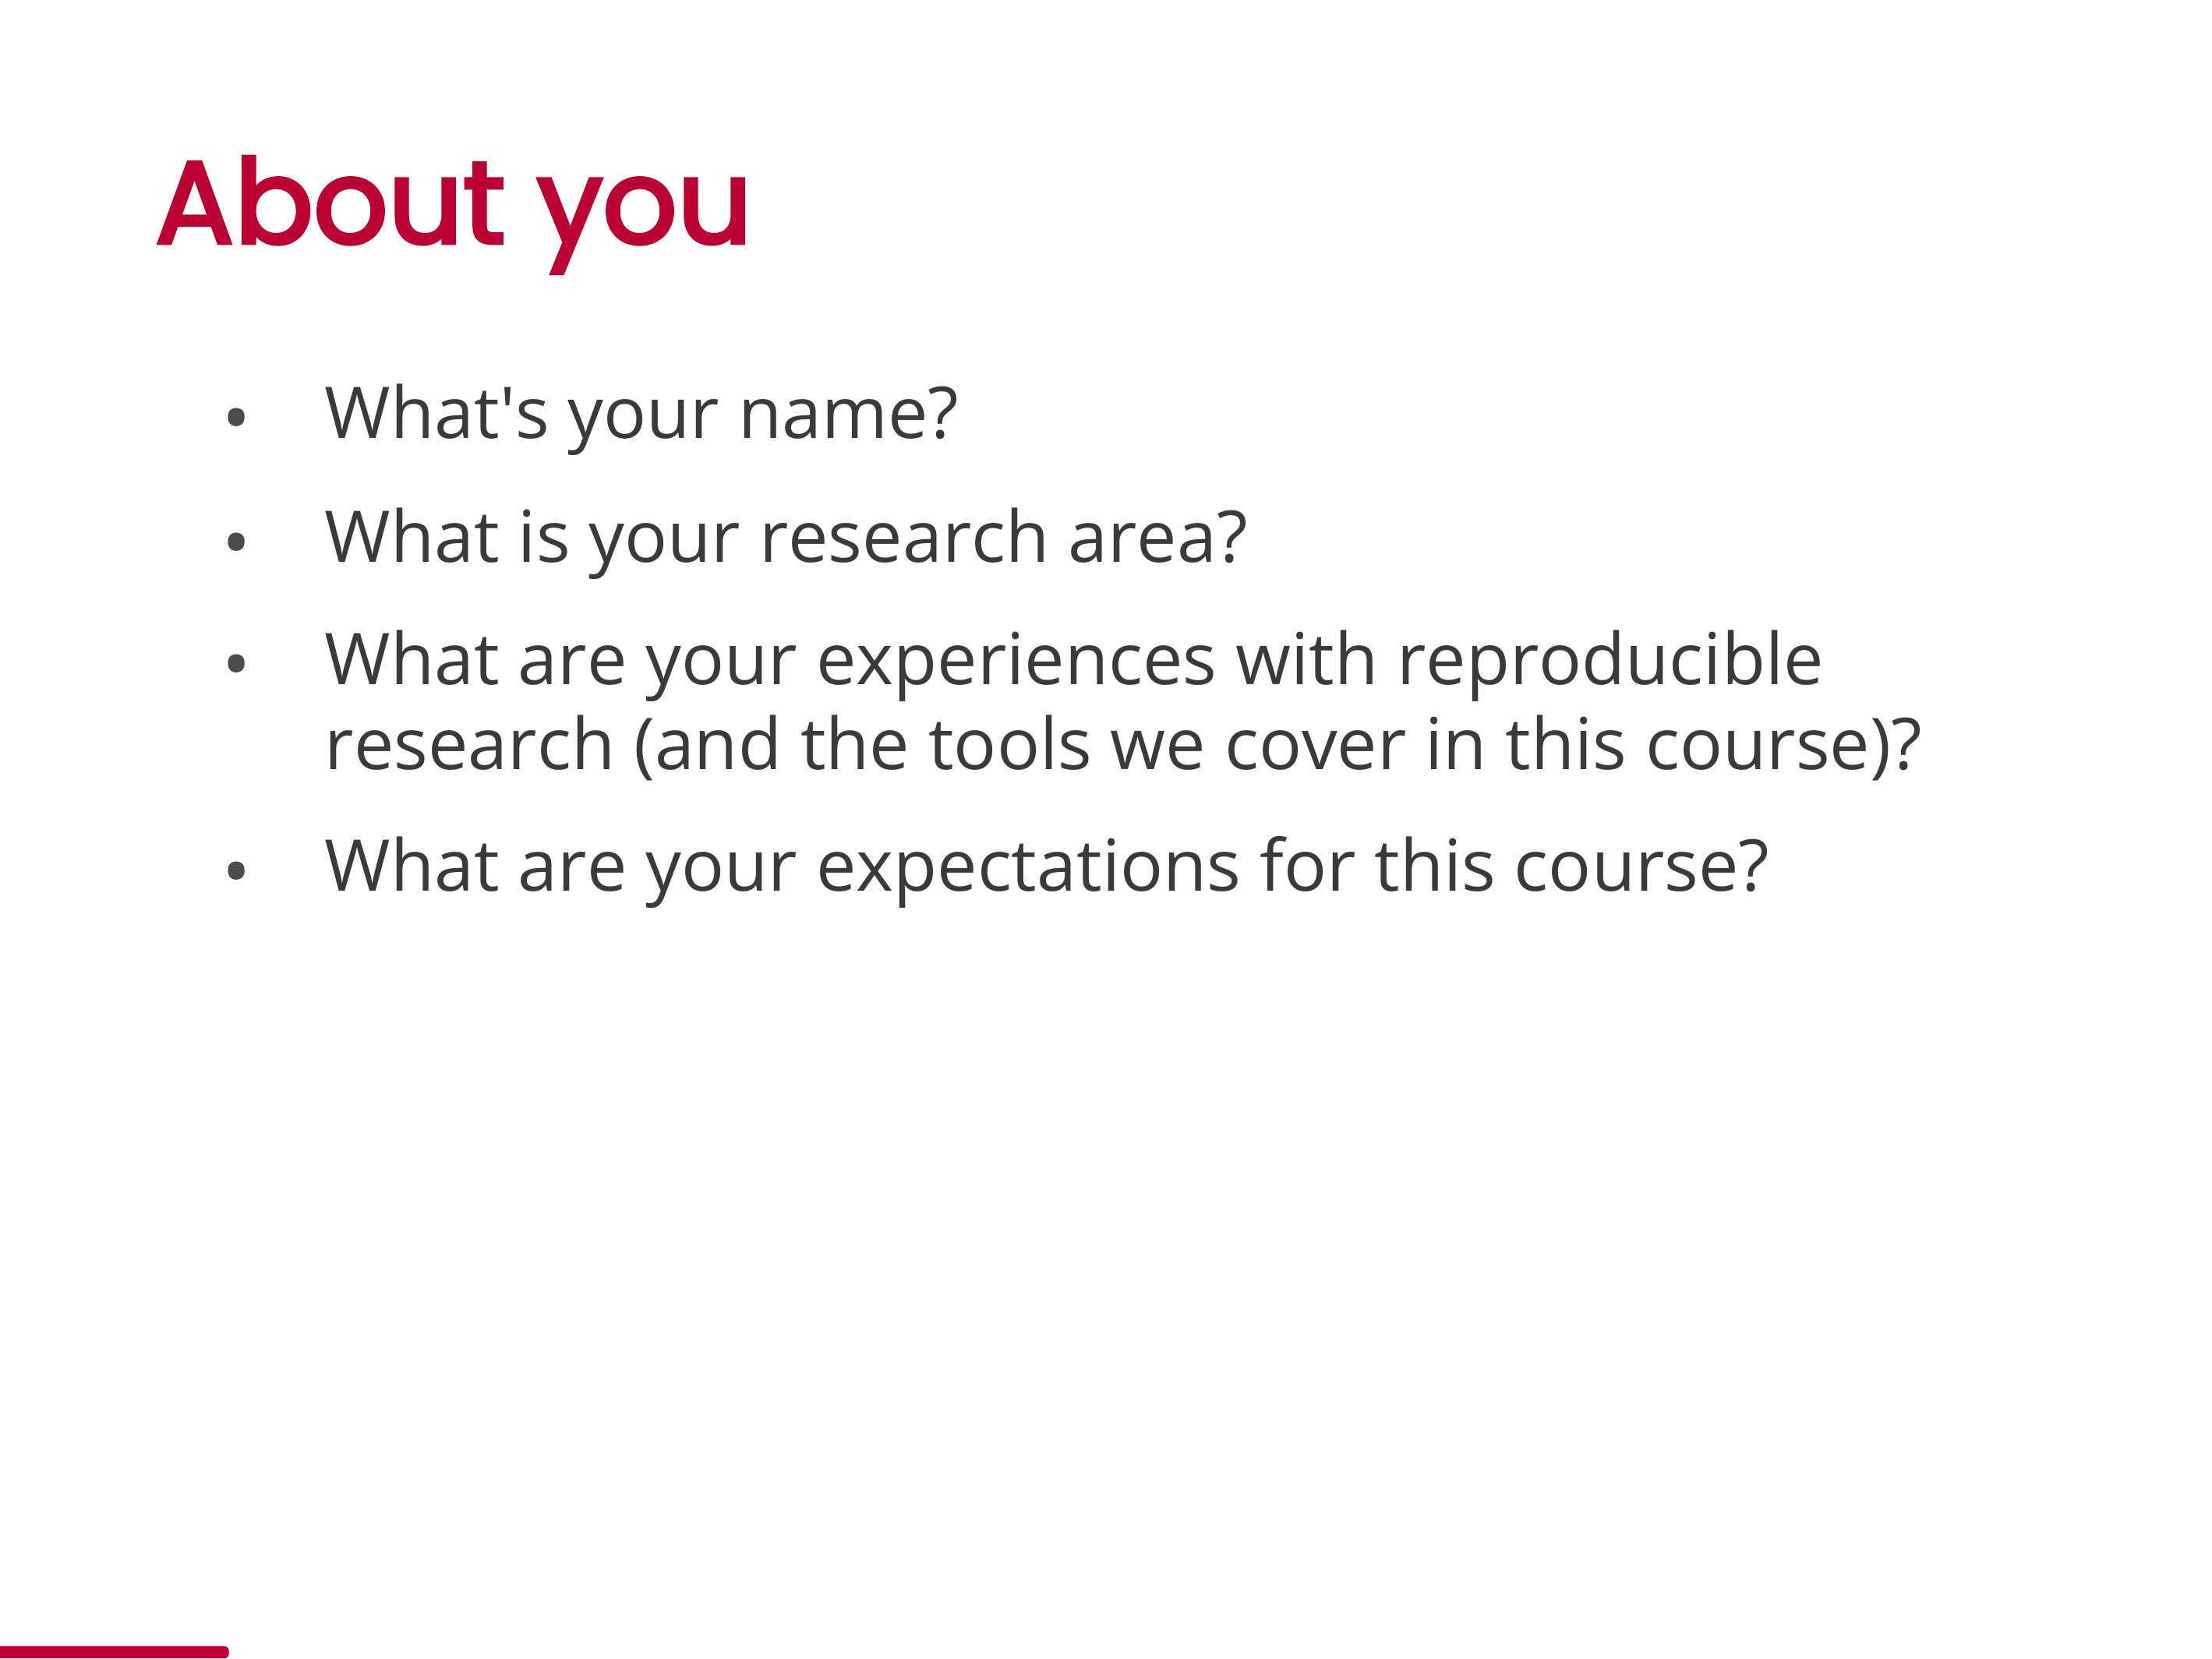 About you
• What's your name?
• What is your research area?
• What are your experiences with reproducible
research (and the tools we cover in this course)?
• What are your expectations for this course?